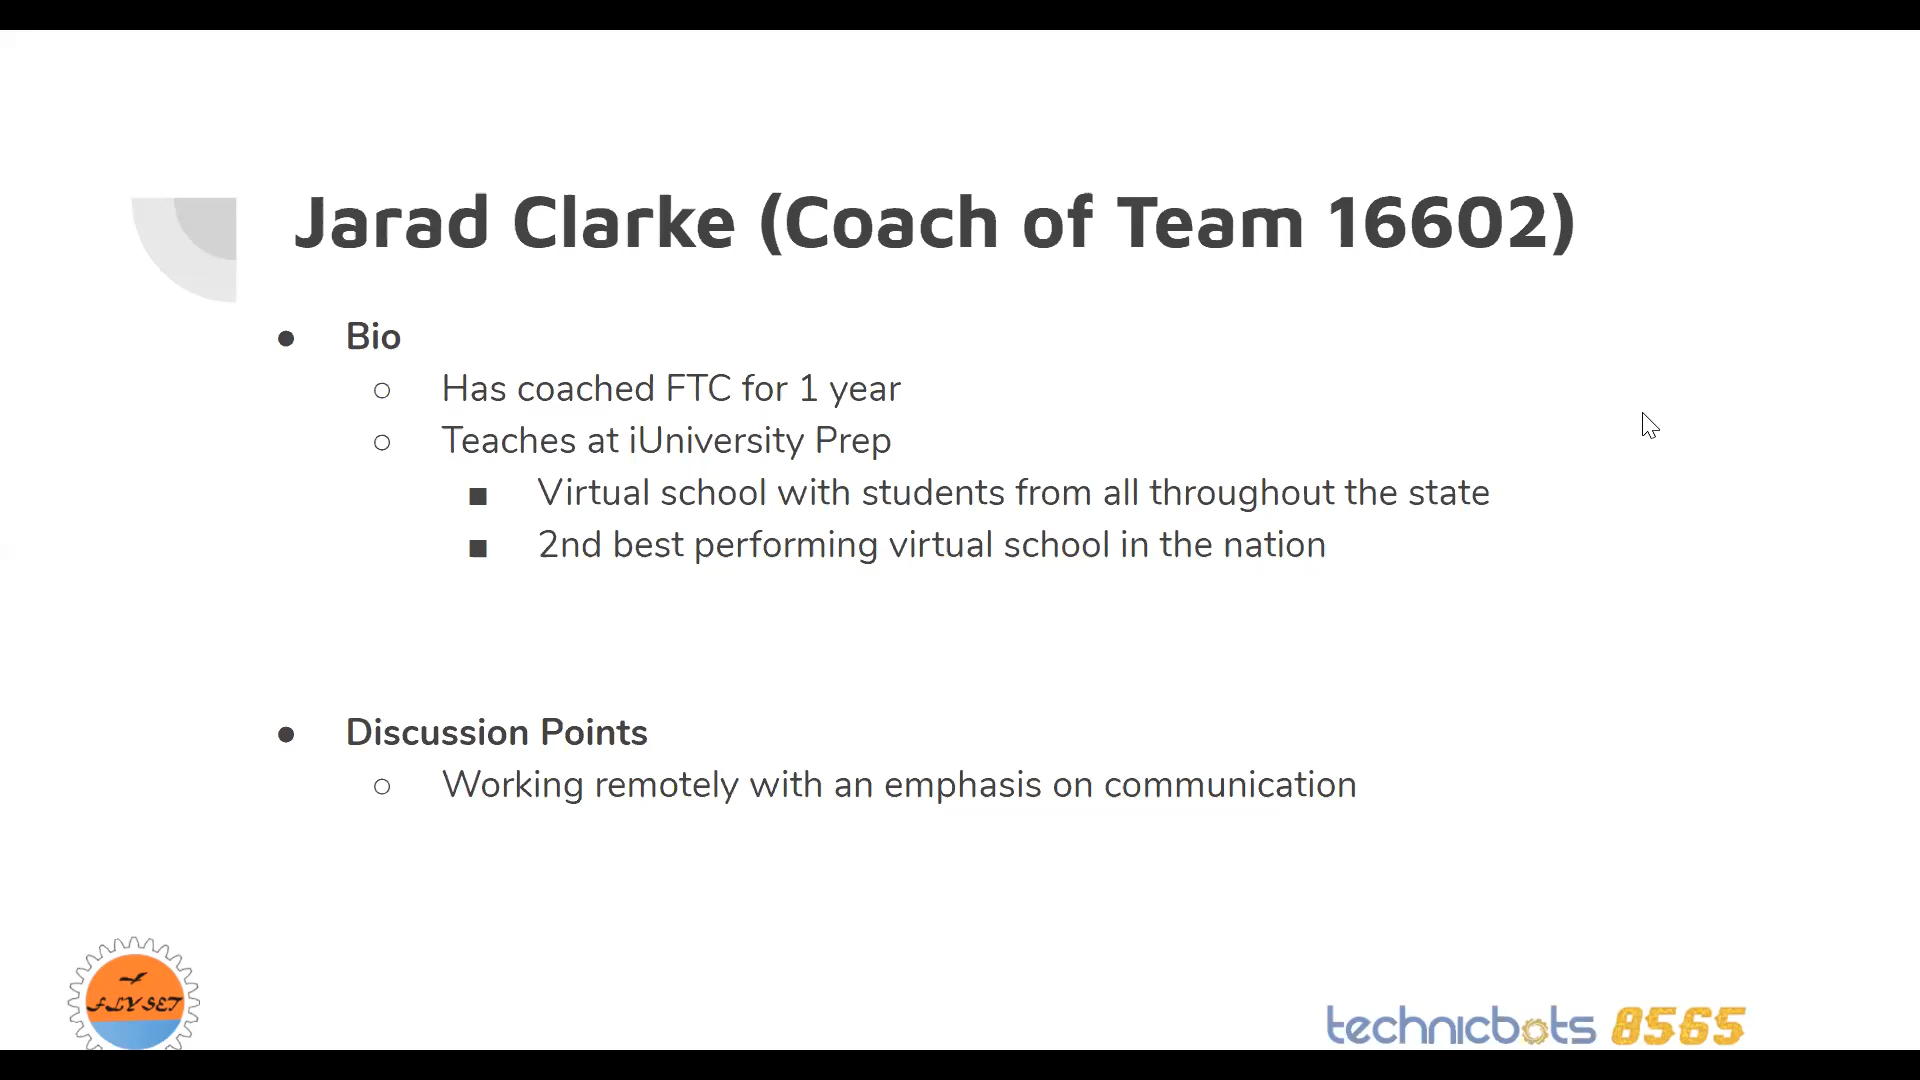 Jarad Clarke (Coach of Team 16602)
● Bio
○ Has coached FTC for 1 year
○ Teaches at iUniversity Prep
■ Virtual school with students from all throughout the state
■ 2nd best performing virtual school in the nation
● Discussion Points
○ Working remotely with an emphasis on communication
FLYSET
technicbots 8565